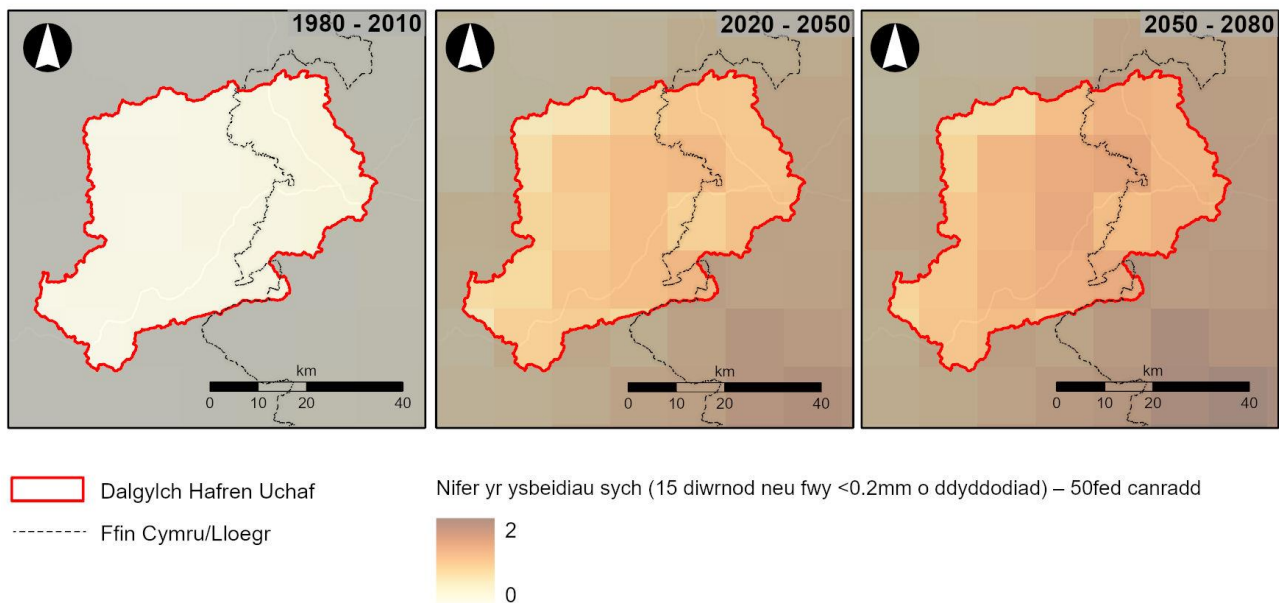 1980 - 2010
km
0 10 20 40
2020 - 2050
km
0 10 20 40
2050 - 2080
km
0 10 20 40
Dalgylch Hafren Uchaf
Ffin Cymru/Lloegr
Nifer yr ysbeidiau sych (15 diwrnod neu fwy <0.2mm o ddyddodiad) – 50fed canradd
2
0